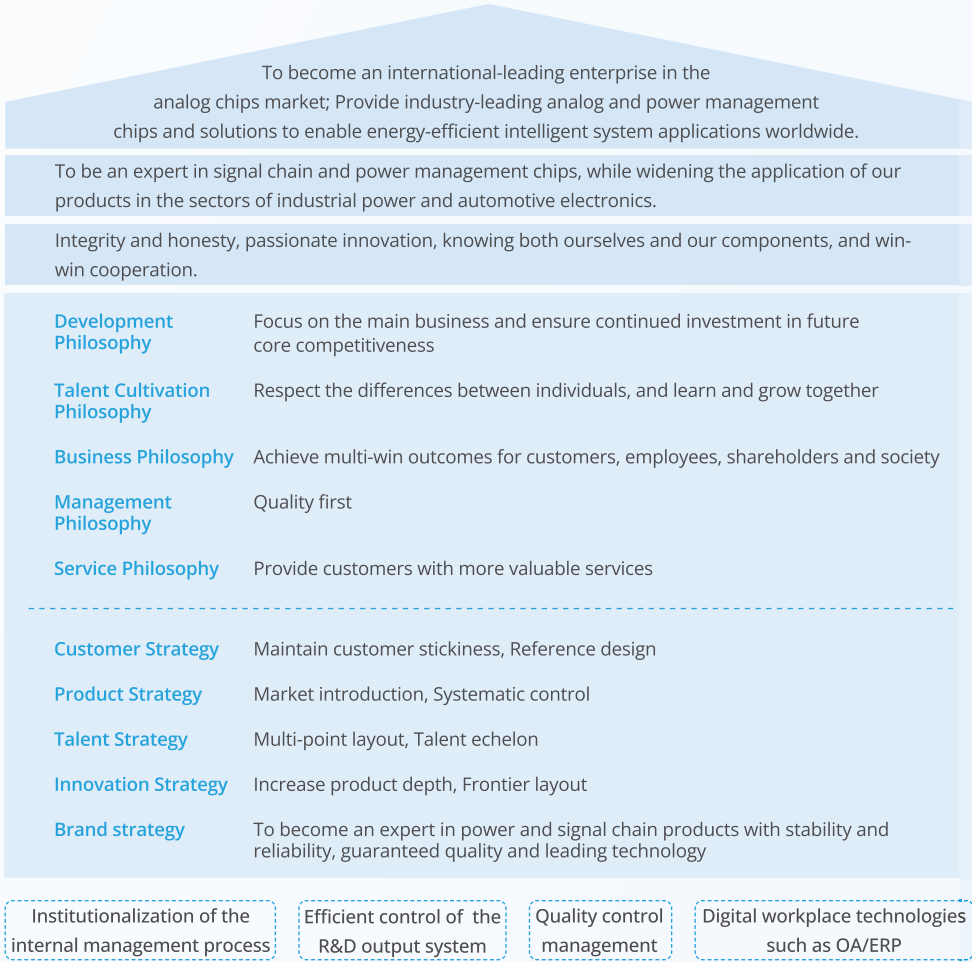 To become an international-leading enterprise in the
analog chips market; Provide industry-leading analog and power management
chips and solutions to enable energy-efficient intelligent system applications worldwide.
To be an expert in signal chain and power management chips, while widening the application of our
products in the sectors of industrial power and automotive electronics.
Integrity and honesty, passionate innovation, knowing both ourselves and our components, and win-
win cooperation.
Development
Philosophy
Focus on the main business and ensure continued investment in future
core competitiveness
Talent Cultivation
Philosophy
Respect the differences between individuals, and learn and grow together
Business Philosophy
Achieve multi-win outcomes for customers, employees, shareholders and society
Management
Philosophy
Quality first
Service Philosophy
Provide customers with more valuable services
Customer Strategy
Maintain customer stickiness, Reference design
Product Strategy
Market introduction, Systematic control
Talent Strategy
Multi-point layout, Talent echelon
Innovation Strategy
Increase product depth, Frontier layout
Brand strategy
To become an expert in power and signal chain products with stability and
reliability, guaranteed quality and leading technology
Institutionalization of the
internal management process
Efficient control of the
R&D output system
Quality control
management
Digital workplace technologies
such as OA/ERP